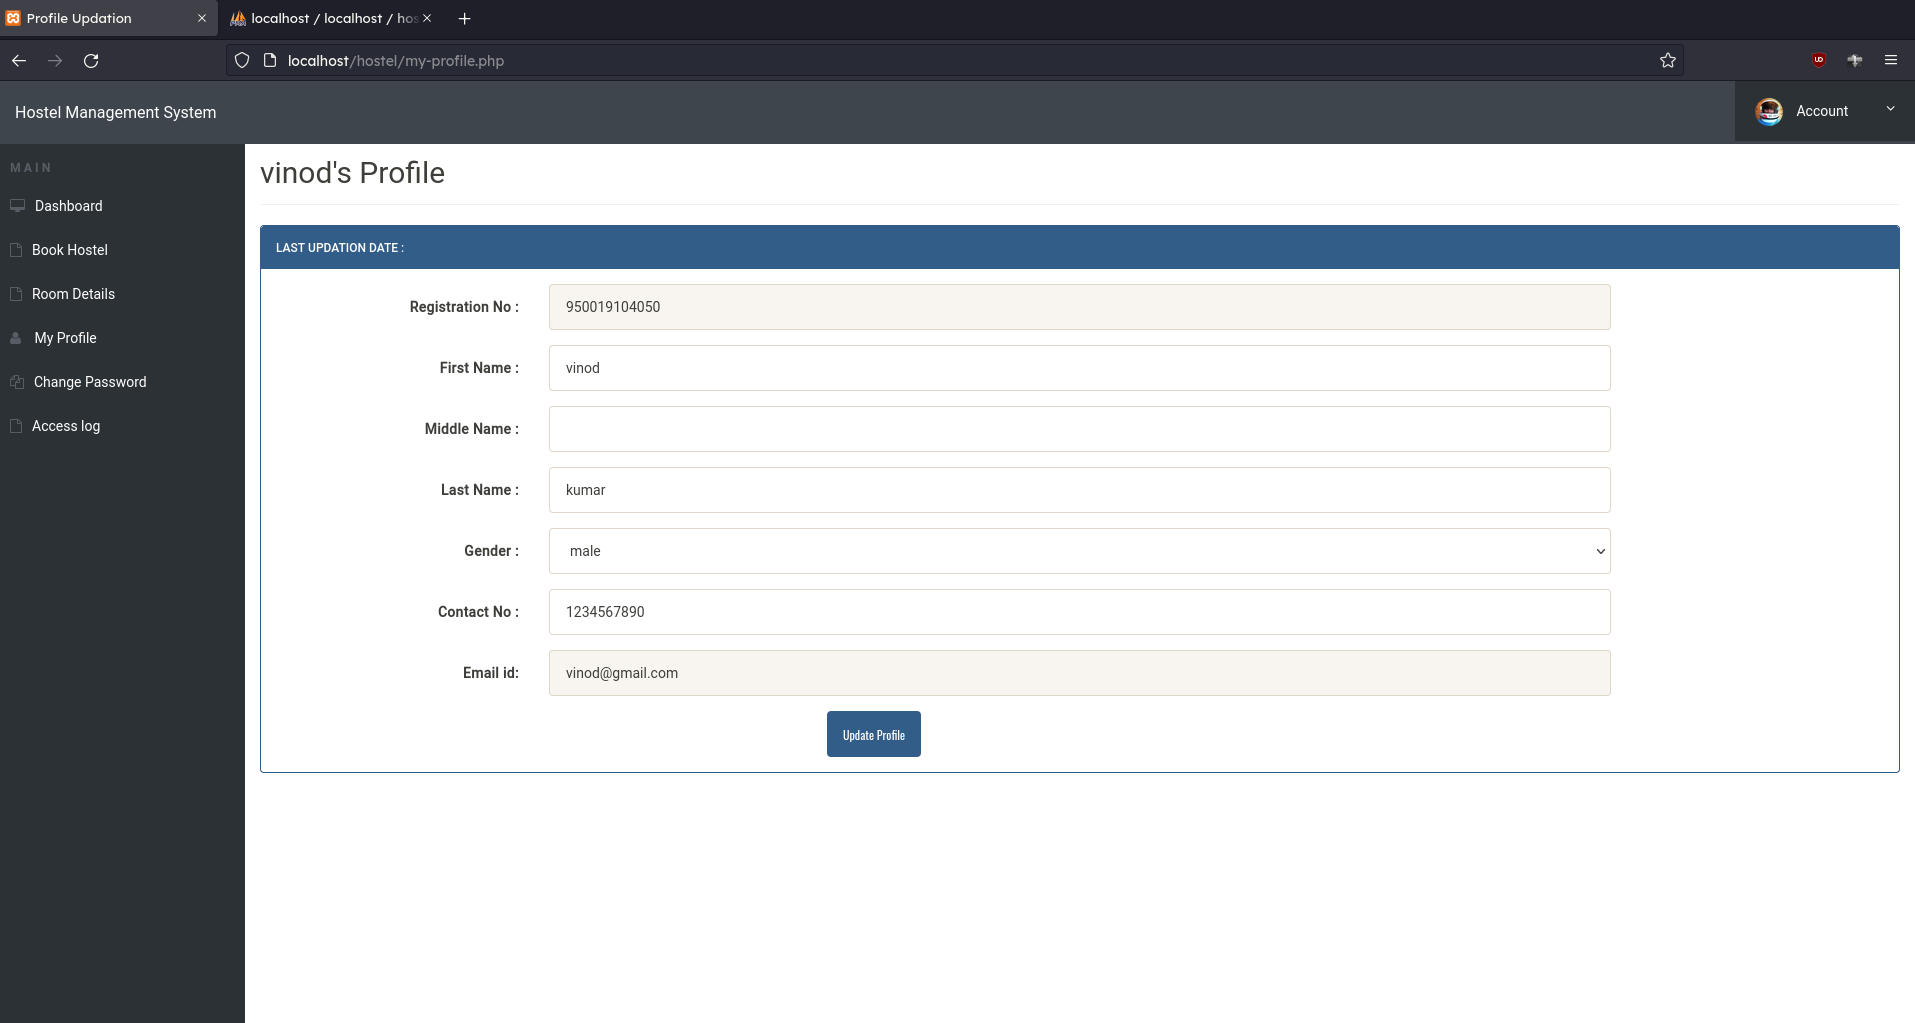 Profile Updation
localhost / localhost / hos
localhost/hostel/my-profile.php
Hostel Management System
Account
MAIN
Dashboard
Book Hostel
Room Details
My Profile
Change Password
Access log
vinod's Profile
LAST UPDATION DATE :
Registration No : 950019104050
First Name : vinod
Middle Name :
Last Name : kumar
Gender : male
Contact No : 1234567890
Email id: vinod@gmail.com
Update Profile